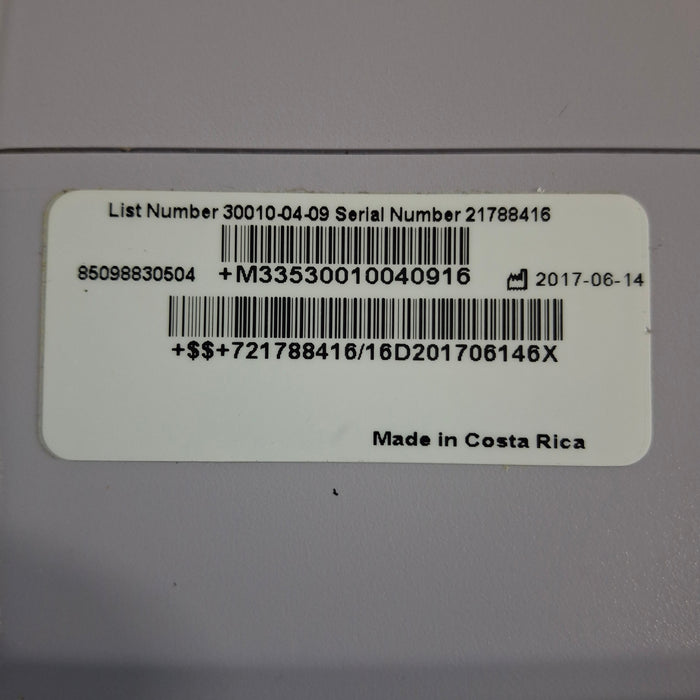 List Number 30010-04-09 Serial Number 21788416
85098830504 +M33530010040916 2017-06-14
+$$+721788416/16D201706146X
Made in Costa Rica